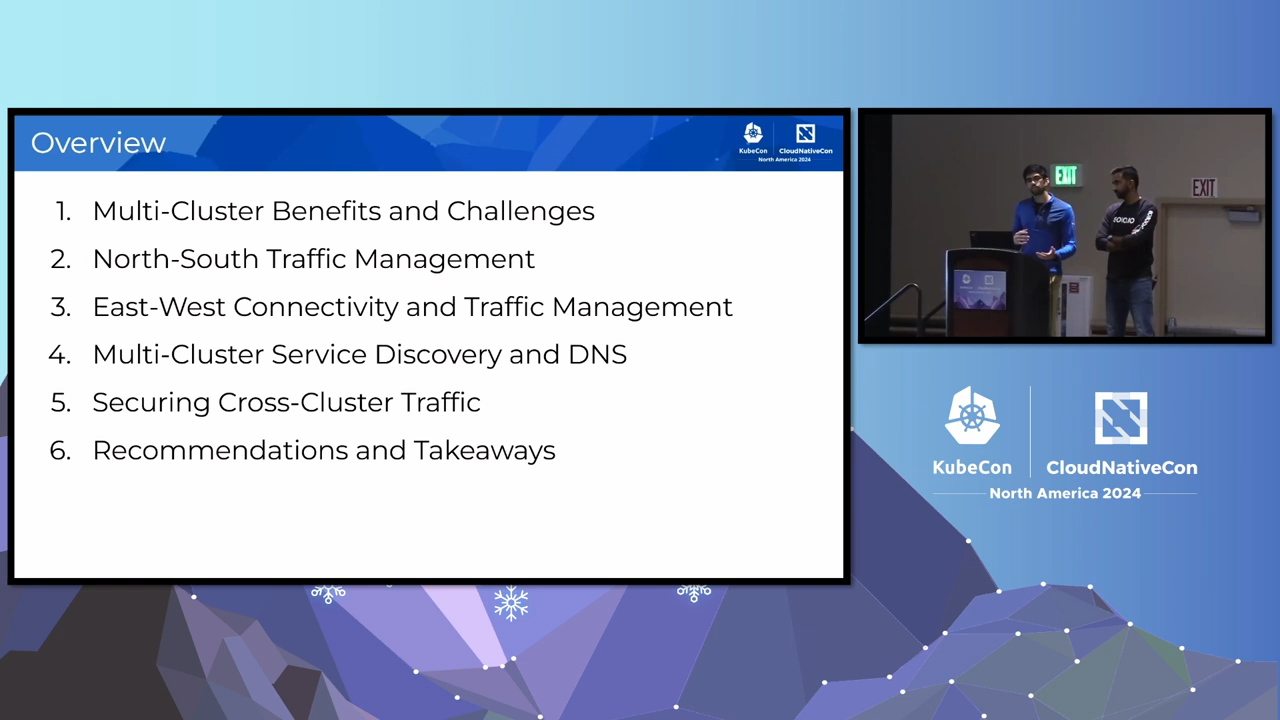 Overview
KubeCon
CloudNativeCon
North America 2024
1. Multi-Cluster Benefits and Challenges
2. North-South Traffic Management
3. East-West Connectivity and Traffic Management
4. Multi-Cluster Service Discovery and DNS
5. Securing Cross-Cluster Traffic
6. Recommendations and Takeaways
EXIT
EXIT
KubeCon
CloudNativeCon
North America 2024